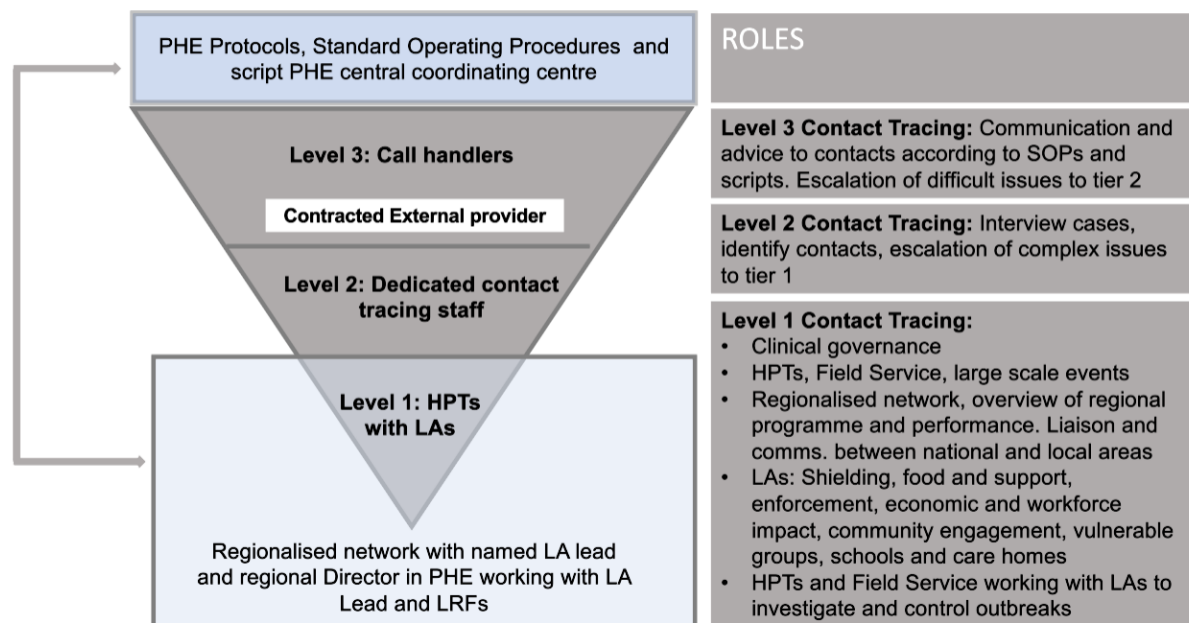 PHE Protocols, Standard Operating Procedures and
script PHE central coordinating centre
Level 3: Call handlers
Contracted External provider
Level 2: Dedicated contact
tracing staff
Level 1: HPTs
with LAs
Regionalised network with named LA lead
and regional Director in PHE working with LA
Lead and LRFs
ROLES
Level 3 Contact Tracing: Communication and
advice to contacts according to SOPs and
scripts. Escalation of difficult issues to tier 2
Level 2 Contact Tracing: Interview cases,
identify contacts, escalation of complex issues
to tier 1
Level 1 Contact Tracing:
• Clinical governance
• HPTs, Field Service, large scale events
• Regionalised network, overview of regional
programme and performance. Liaison and
comms. between national and local areas
• LAs: Shielding, food and support,
enforcement, economic and workforce
impact, community engagement, vulnerable
groups, schools and care homes
• HPTs and Field Service working with LAs to
investigate and control outbreaks